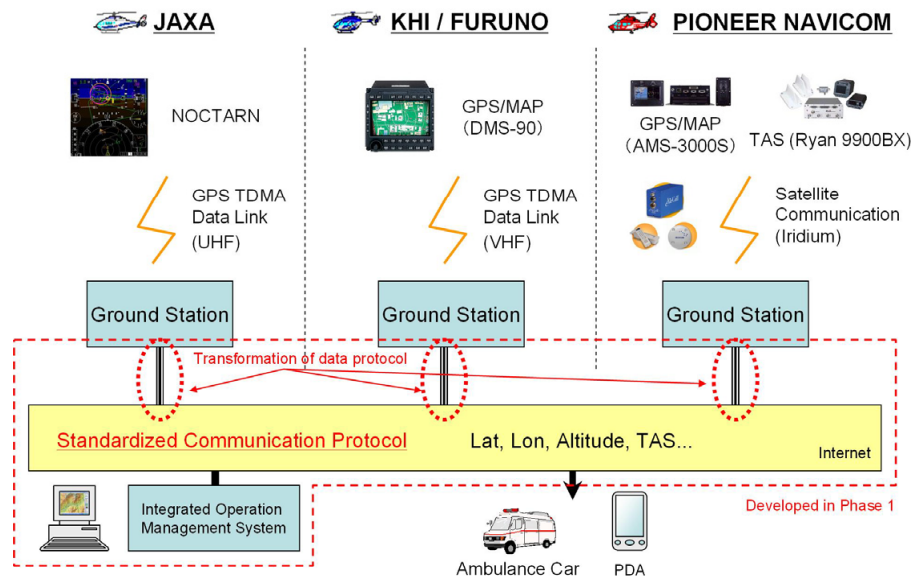 JAXA
KHI / FURUNO
PIONEER NAVICOM
NOCTARN
GPS/MAP
(DMS-90)
GPS/MAP
(AMS-3000S)
TAS (Ryan 9900BX)
GPS TDMA
Data Link
(UHF)
GPS TDMA
Data Link
(VHF)
Satellite
Communication
(Iridium)
Ground Station
Ground Station
Ground Station
Transformation of data protocol
Standardized Communication Protocol
Lat, Lon, Altitude, TAS...
Internet
Integrated Operation
Management System
Developed in Phase 1
Ambulance Car
PDA